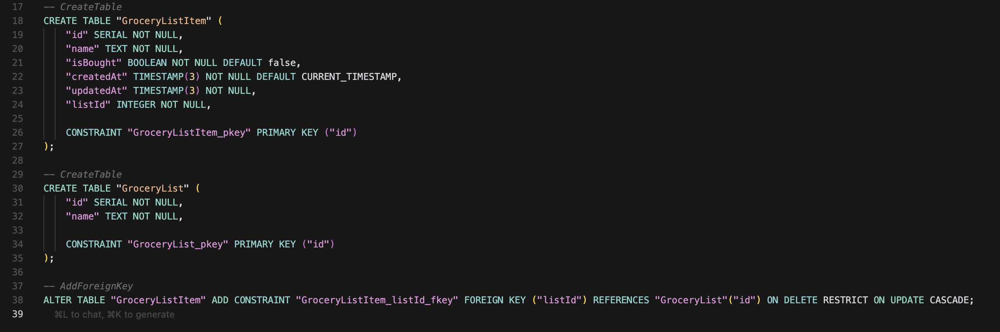 17 -- CreateTable
18 CREATE TABLE "GroceryListItem" (
19 "id" SERIAL NOT NULL,
20 "name" TEXT NOT NULL,
21 "isBought" BOOLEAN NOT NULL DEFAULT false,
22 "createdAt" TIMESTAMP(3) NOT NULL DEFAULT CURRENT_TIMESTAMP,
23 "updatedAt" TIMESTAMP(3) NOT NULL,
24 "listId" INTEGER NOT NULL,
25
26 CONSTRAINT "GroceryListItem_pkey" PRIMARY KEY ("id")
27 );
28
29 -- CreateTable
30 CREATE TABLE "GroceryList" (
31 "id" SERIAL NOT NULL,
32 "name" TEXT NOT NULL,
33
34 CONSTRAINT "GroceryList_pkey" PRIMARY KEY ("id")
35 );
36
37 -- AddForeignKey
38 ALTER TABLE "GroceryListItem" ADD CONSTRAINT "GroceryListItem_listId_fkey" FOREIGN KEY ("listId") REFERENCES "GroceryList"("id") ON DELETE RESTRICT ON UPDATE CASCADE;
39 ⌘L to chat, ⌘K to generate